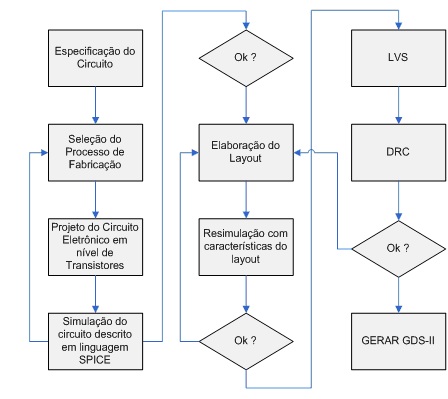 Especificação do
Circuito
Seleção do
Processo de
Fabricação
Projeto do Circuito
Eletrônico em
nível de
Transistores
Simulação do
circuito descrito
em linguagem
SPICE
Ok ?
Elaboração do
Layout
Resimulação com
características do
layout
Ok ?
LVS
DRC
Ok ?
GERAR GDS-II